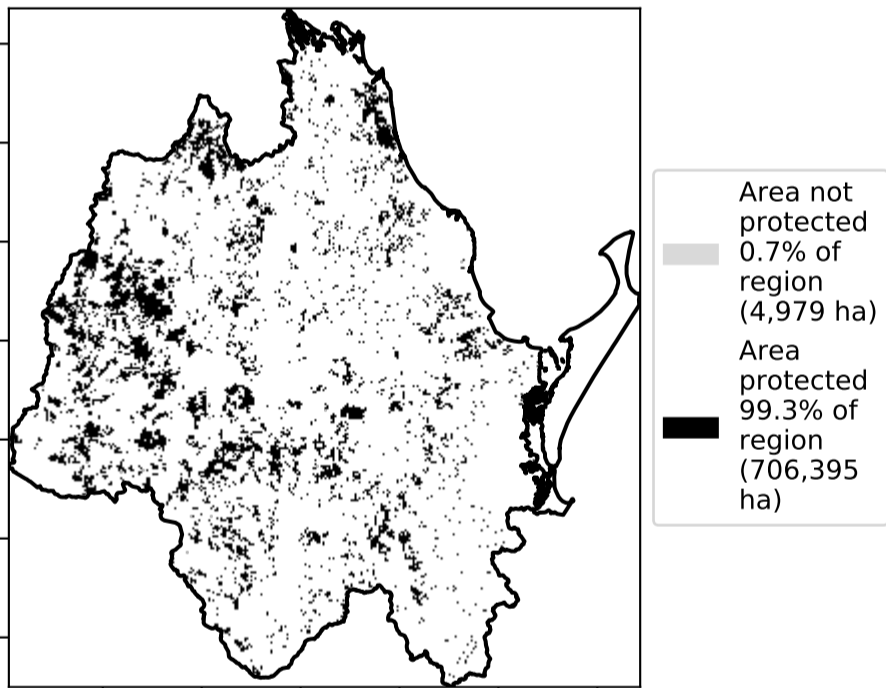 Area not
protected
0.7% of
region
(4,979 ha)
Area
protected
99.3% of
region
(706,395
ha)